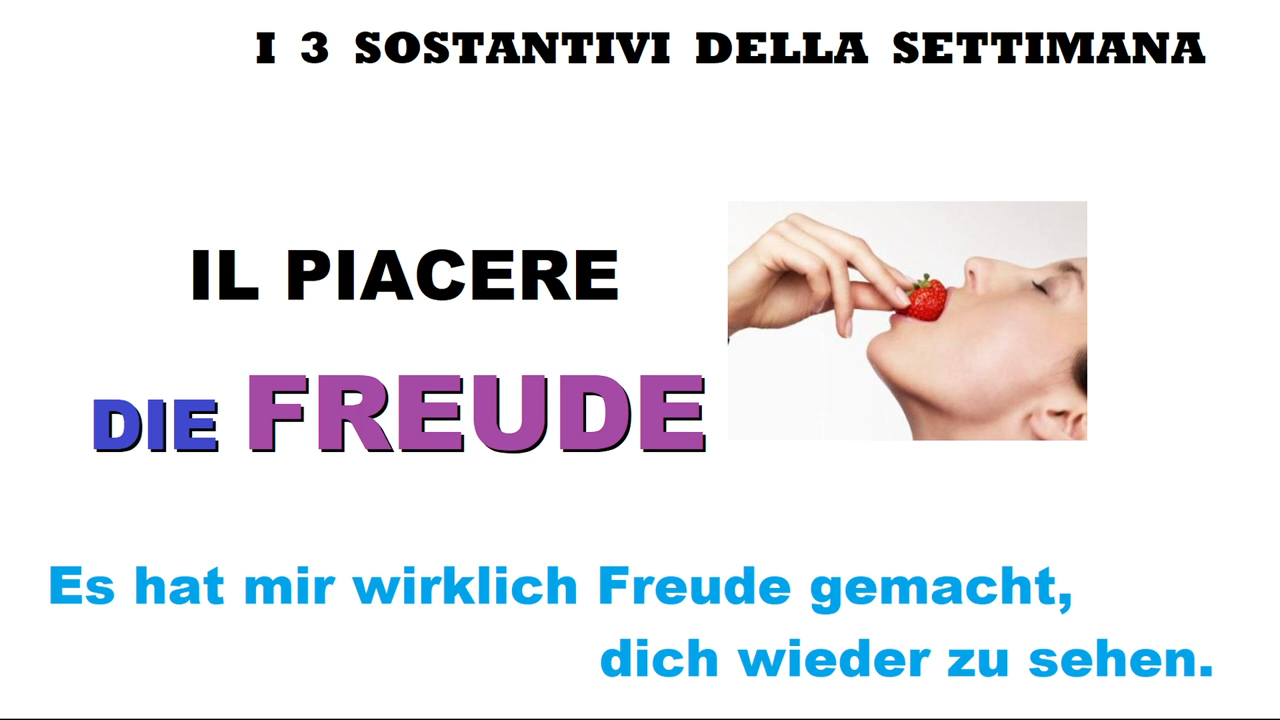 I 3 SOSTANTIVI DELLA SETTIMANA
IL PIACERE
DIE FREUDE
Es hat mir wirklich Freude gemacht,
dich wieder zu sehen.